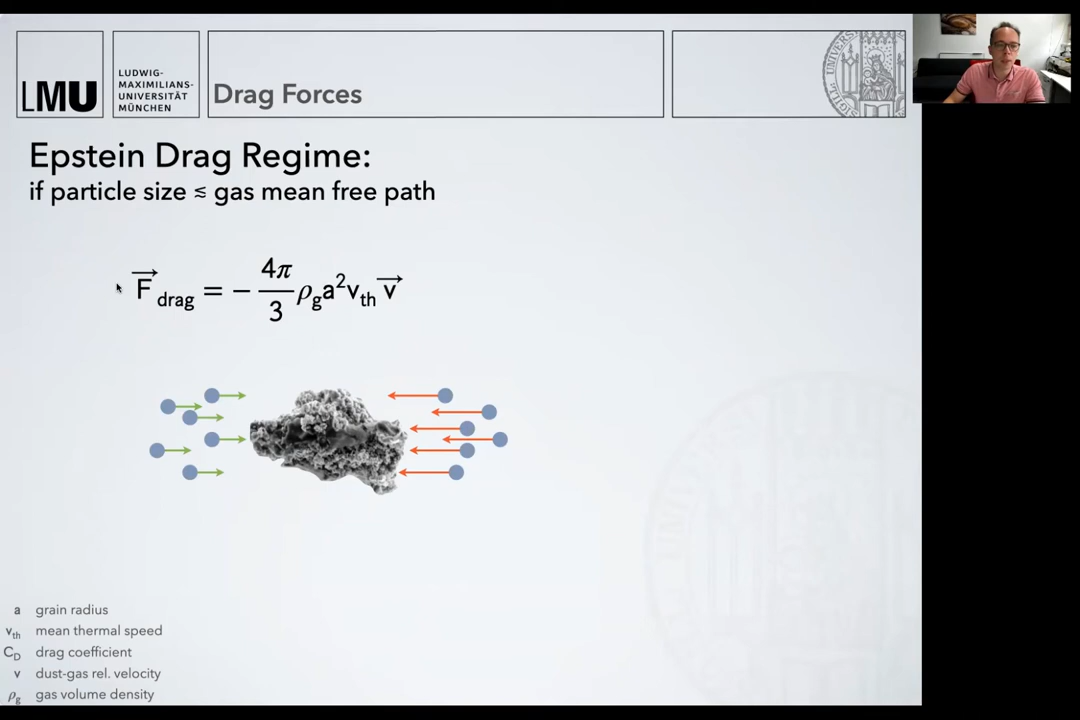 LMU
LUDWIG-
MAXIMILIANS-
UNIVERSITÄT
MÜNCHEN
Drag Forces
Epstein Drag Regime:
if particle size ≲ gas mean free path
F⃗ drag = − 4π/3 ρg a² vth v⃗
a grain radius
vth mean thermal speed
CD drag coefficient
v dust-gas rel. velocity
ρg gas volume density